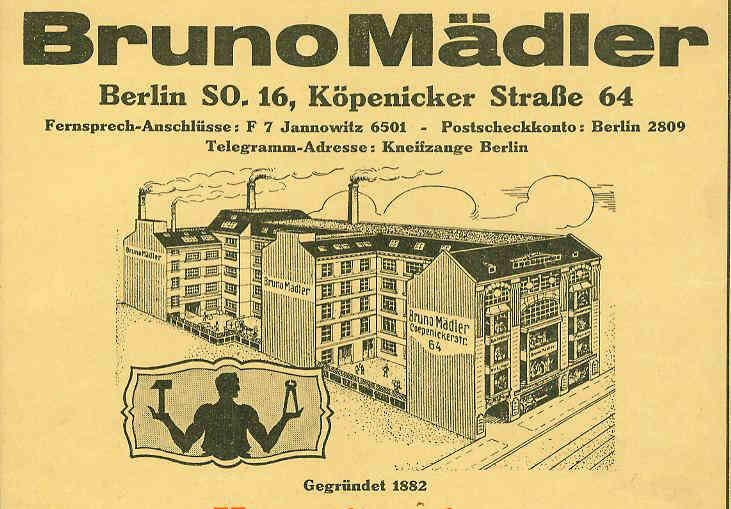 Bruno Mädler
Berlin SO. 16, Köpenicker Straße 64
Fernsprech-Anschlüsse: F 7 Jannowitz 6501 - Postscheckkonto: Berlin 2809
Telegramm-Adresse: Kneifzange Berlin
Bruno Mädler
Bruno Mädler
Bruno Mädler
Coepenickerstr.
64
Gegründet 1882